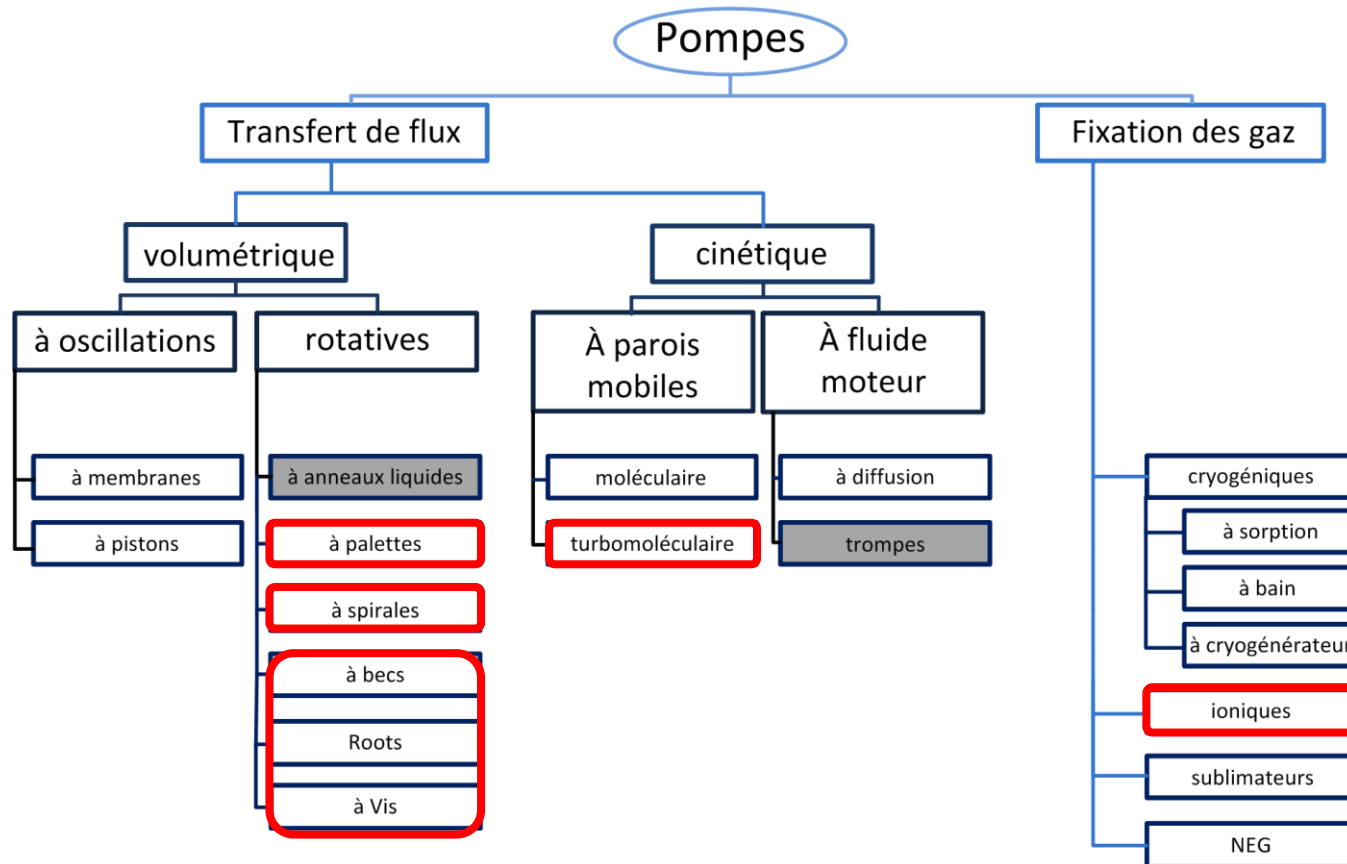 Pompes
Transfert de flux
Fixation des gaz
volumétrique
cinétique
à oscillations
rotatives
À parois
mobiles
À fluide
moteur
à membranes
à pistons
à anneaux liquides
à palettes
à spirales
à becs
Roots
à Vis
moléculaire
turbomoléculaire
à diffusion
trompes
cryogéniques
à sorption
à bain
à cryogénérateur
ioniques
sublimateurs
NEG